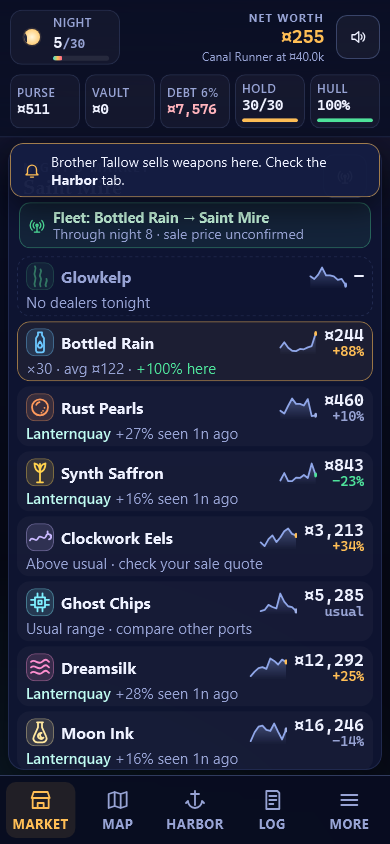 NIGHT
5/30
NET WORTH
¤255
Canal Runner at ¤40.0k
PURSE
¤511
VAULT
¤0
DEBT 6%
¤7,576
HOLD
30/30
HULL
100%
Brother Tallow sells weapons here. Check the
Harbor tab.
Fleet: Bottled Rain → Saint Mire
Through night 8 · sale price unconfirmed
Glowkelp
–
No dealers tonight
Bottled Rain
¤244
+88%
×30 · avg ¤122 · +100% here
Rust Pearls
¤460
+10%
Lanternquay +27% seen 1n ago
Synth Saffron
¤843
−23%
Lanternquay +16% seen 1n ago
Clockwork Eels
¤3,213
+34%
Above usual · check your sale quote
Ghost Chips
¤5,285
usual
Usual range · compare other ports
Dreamsilk
¤12,292
+25%
Lanternquay +28% seen 1n ago
Moon Ink
¤16,246
−14%
Lanternquay +16% seen 1n ago
MARKET
MAP
HARBOR
LOG
MORE